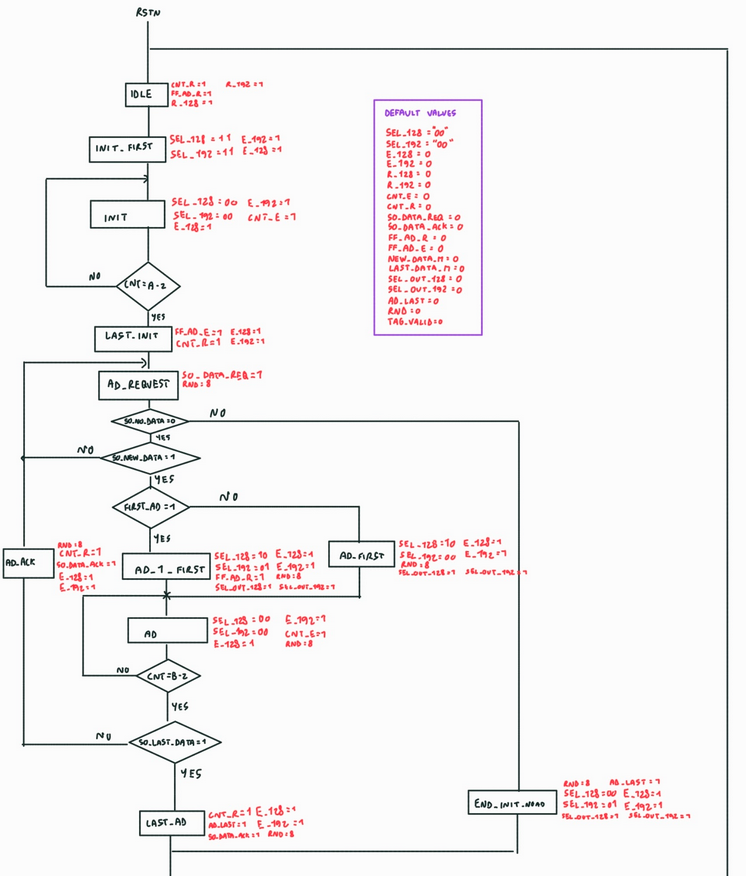 RSTN
IDLE
CNT_R=1 R_192=1
FF_AD_R=1
R_128=1
INIT_FIRST
SEL_128=11 E_192=1
SEL_192=11 E_128=1
INIT
SEL_128=00 E_192=1
SEL_192=00 CNT_E=1
E_128=1
NO
CNT=A-2
YES
LAST_INIT
FF_AD_E=1 E_128=1
CNT_R=1 E_192=1
AD_REQUEST
SO_DATA_REQ=1
RND=8
SO_NO_DATA=0
NO
YES
NO
SO_NEW_DATA=1
YES
FIRST_AD=1
NO
YES
AD_ACK
RND=8
CNT_R=1
SO_DATA_ACK=1
E_128=1
E_192=1
AD_1_FIRST
SEL_128=10 E_128=1
SEL_192=01 E_192=1
FF_AD_R=1 RND=8
SEL_OUT_128=1 SEL_OUT_192=1
AD_FIRST
SEL_128=10 E_128=1
SEL_192=00 E_192=1
RND=8
SEL_OUT_128=1 SEL_OUT_192=1
AD
SEL_128=00 E_192=1
SEL_192=00 CNT_E=1
E_128=1 RND=8
NO
CNT=B-2
YES
NO
SO_LAST_DATA=1
YES
LAST_AD
CNT_R=1 E_128=1
AD_LAST=1 E_192=1
SO_DATA_ACK=1 RND=8
END_INIT_NOAD
RND=8 AD_LAST=1
SEL_128=00 E_128=1
SEL_192=01 E_192=1
SEL_OUT_128=1 SEL_OUT_192=1
DEFAULT VALUES
SEL_128="00"
SEL_192="00"
E_128=0
E_192=0
R_128=0
R_192=0
CNT_E=0
CNT_R=0
SO_DATA_REQ=0
SO_DATA_ACK=0
FF_AD_R=0
FF_AD_E=0
NEW_DATA_M=0
LAST_DATA_M=0
SEL_OUT_128=0
SEL_OUT_192=0
AD_LAST=0
RND=0
TAG_VALID=0